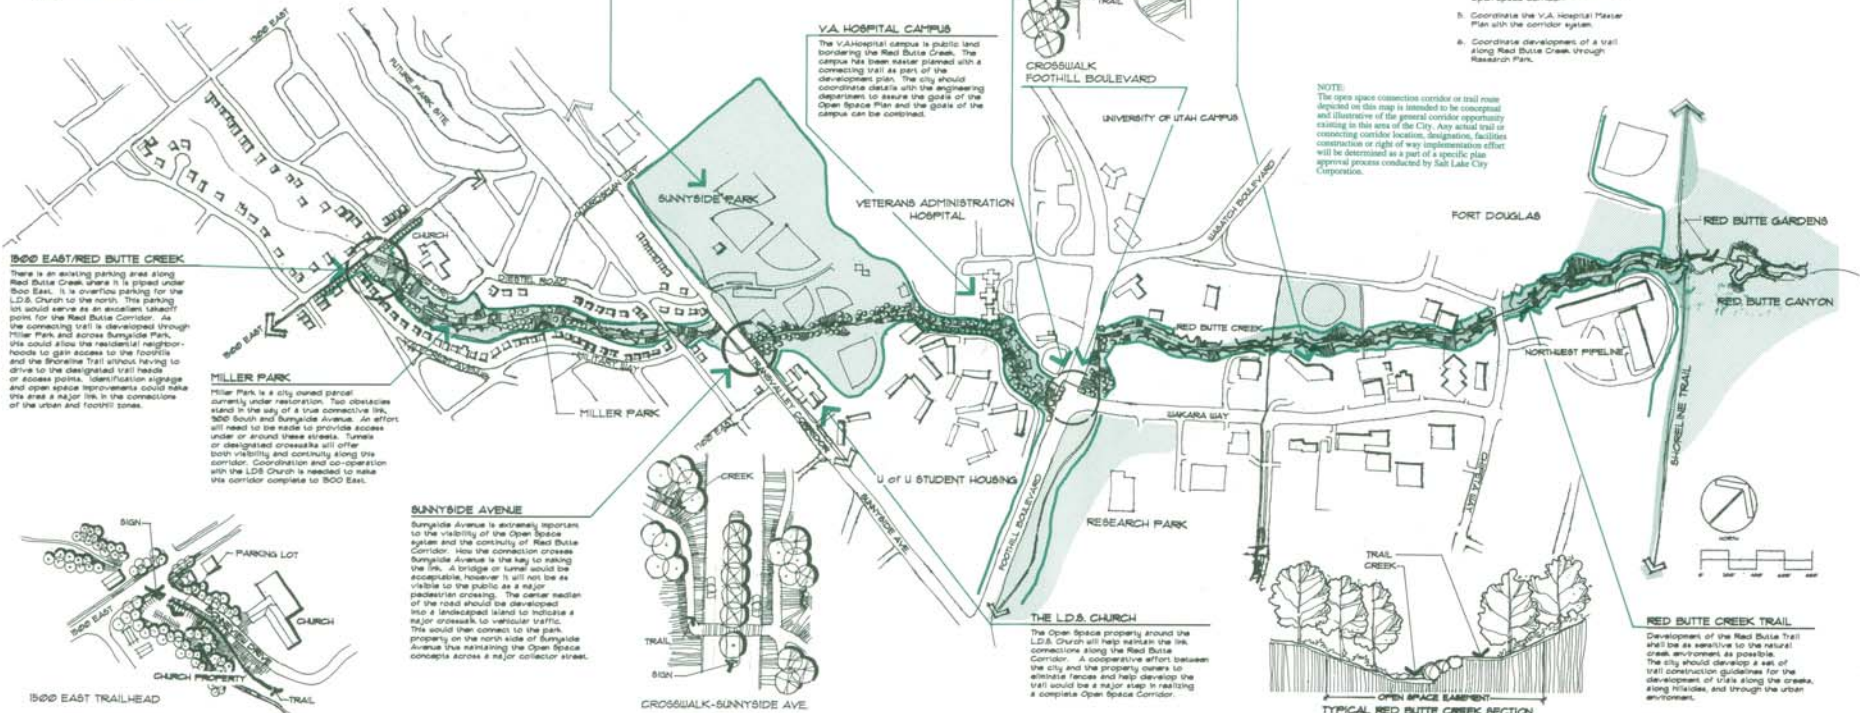 TRAIL
CROSSWALK
FOOTHILL BOULEVARD
5. Coordinate the V.A. Hospital Master
Plan with the corridor system.
6. Coordinate development of a trail
along Red Butte Creek through
Research Park.
V.A. HOSPITAL CAMPUS
The V.A.Hospital campus is public land
bordering the Red Butte Creek. The
campus has been master planned with a
connecting trail as part of the
development plan. The city should
coordinate details with the engineering
department to assure the goals of the
Open Space Plan and the goals of the
campus can be combined.
NOTE:
The open space connection corridor or trail route
depicted on this map is intended to be conceptual
and illustrative of the general corridor opportunity
existing in this area of the City. Any actual trail or
connecting corridor location, designation, facilities
construction or right of way implementation effort
will be determined as a part of a specific plan
approval process conducted by Salt Lake City
Corporation.
1300 EAST
FUTURE PARK SITE
GUARDSMAN WAY
SUNNYSIDE PARK
VETERANS ADMINISTRATION
HOSPITAL
UNIVERSITY OF UTAH CAMPUS
WASATCH BOULEVARD
FORT DOUGLAS
RED BUTTE GARDENS
RED BUTTE CANYON
CHURCH
1500 EAST/RED BUTTE CREEK
There is an existing parking area along
Red Butte Creek where it is piped under
1500 East. It is overflow parking for the
L.D.S. Church to the north. This parking
lot would serve as an excellent takeoff
point for the Red Butte Corridor. As
the connecting trail is developed through
Miller Park and across Sunnyside Park,
this could allow the residential neighbor-
hoods to gain access to the foothills
and the Shoreline Trail without having to
drive to the designated trail heads
or access points. Identification signage
and open space improvements could make
this area a major link in the connections
of the urban and foothill zones.
1500 EAST
MILITARY WAY
MILLER PARK
Miller Park is a city owned parcel
currently under restoration. Two obstacles
stand in the way of a true connective link,
900 South and Sunnyside Avenue. An effort
will need to be made to provide access
under or around these streets. Tunnels
or designated crosswalks will offer
both visibility and continuity along this
corridor. Coordination and co-operation
with the LDS Church is needed to make
this corridor complete to 1500 East.
MILLER PARK
RED BUTTE CREEK
NORTHWEST PIPELINE
SHORELINE TRAIL
WAKARA WAY
U of U STUDENT HOUSING
SUNNYSIDE AVE.
FOOTHILL BOULEVARD
RESEARCH PARK
SUNNYSIDE AVENUE
Sunnyside Avenue is extremely important
to the visibility of the Open Space
system and the continuity of Red Butte
Corridor. How the connection crosses
Sunnyside Avenue is the key to making
the link. A bridge or tunnel would be
acceptable, however it will not be as
visible to the public as a major
pedestrian crossing. The center median
of the road should be developed
into a landscaped island to indicate a
major crosswalk to vehicular traffic.
This would then connect to the park
property on the north side of Sunnyside
Avenue thus maintaining the Open Space
concepts across a major collector street.
CREEK
TRAIL
SIGN
CROSSWALK-SUNNYSIDE AVE.
SIGN
PARKING LOT
1500 EAST
CHURCH
CHURCH PROPERTY
TRAIL
1500 EAST TRAILHEAD
THE L.D.S. CHURCH
The Open Space property around the
L.D.S. Church will help maintain the link
connections along the Red Butte
Corridor. A cooperative effort between
the city and the property owners to
eliminate fences and help develop the
trail would be a major step in realizing
a complete Open Space Corridor.
TRAIL
CREEK
OPEN SPACE EASEMENT
TYPICAL RED BUTTE CREEK SECTION
NORTH
RED BUTTE CREEK TRAIL
Development of the Red Butte Trail
shall be as sensitive to the natural
creek environment as possible.
The city should develop a set of
trail construction guidelines for the
development of trials along the creeks,
along hillsides, and through the urban
environment.